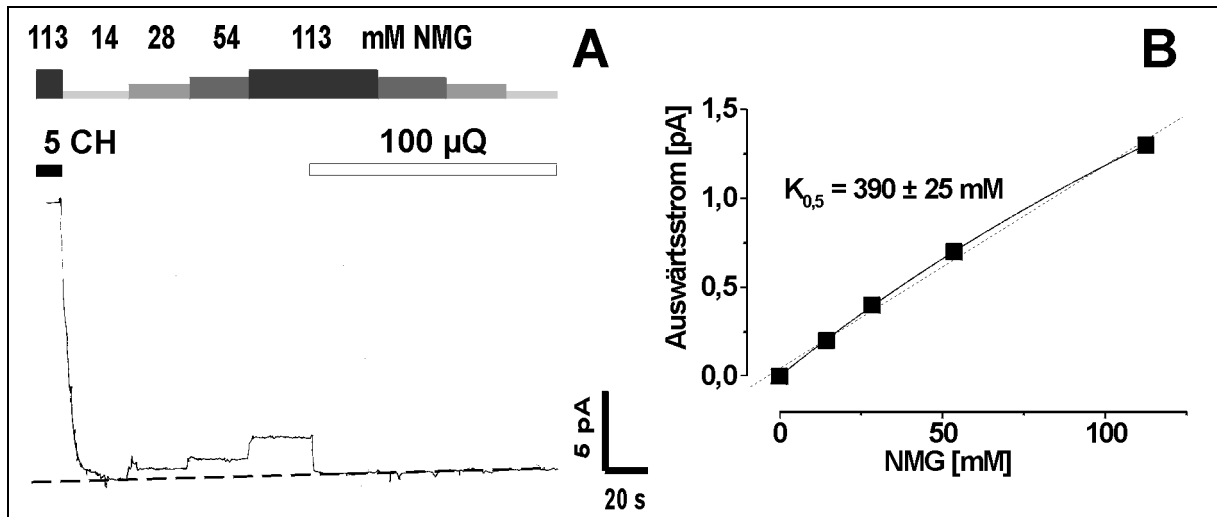 A
113 14 28 54 113 mM NMG
5 CH
100 µQ
5 pA
20 s
B
Auswärtsstrom [pA]
1,5
1,0
0,5
0,0
K0,5 = 390 ± 25 mM
0 50 100
NMG [mM]